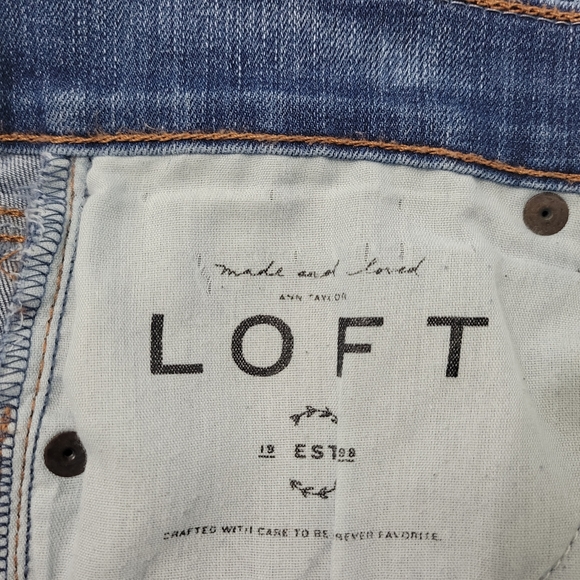 made and loved
ANN TAYLOR
LOFT
19 EST 98
CRAFTED WITH CARE TO BE FOREVER FAVORITE.